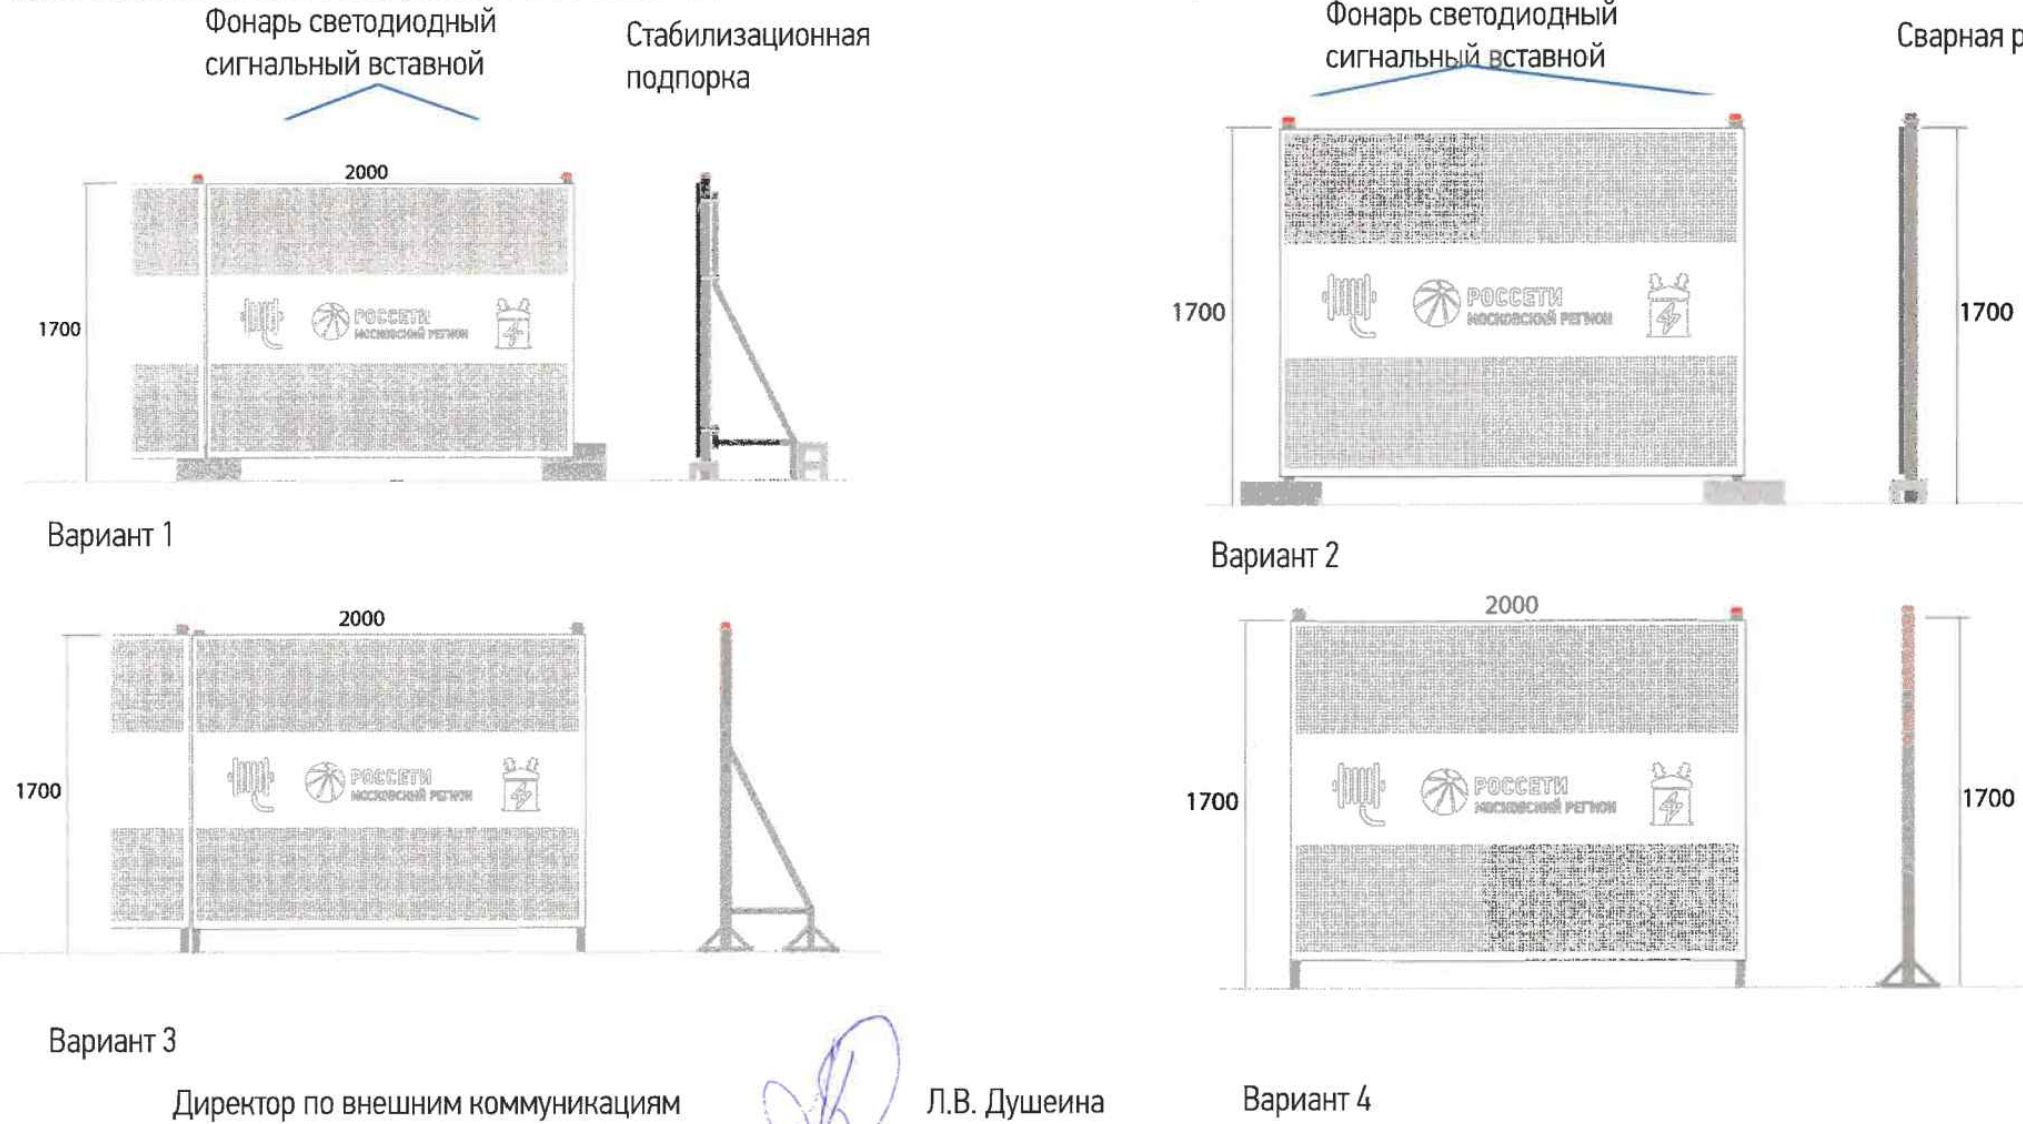 Фонарь светодиодный
сигнальный вставной
Стабилизационная
подпорка
2000
1700
РОССЕТИ
МОСКОВСКИЙ РЕГИОН
Вариант 1
Фонарь светодиодный
сигнальный вставной
Сварная р
1700
РОССЕТИ
МОСКОВСКИЙ РЕГИОН
1700
Вариант 2
2000
1700
РОССЕТИ
МОСКОВСКИЙ РЕГИОН
Вариант 3
2000
1700
РОССЕТИ
МОСКОВСКИЙ РЕГИОН
1700
Вариант 4
Директор по внешним коммуникациям
Л.В. Душеина